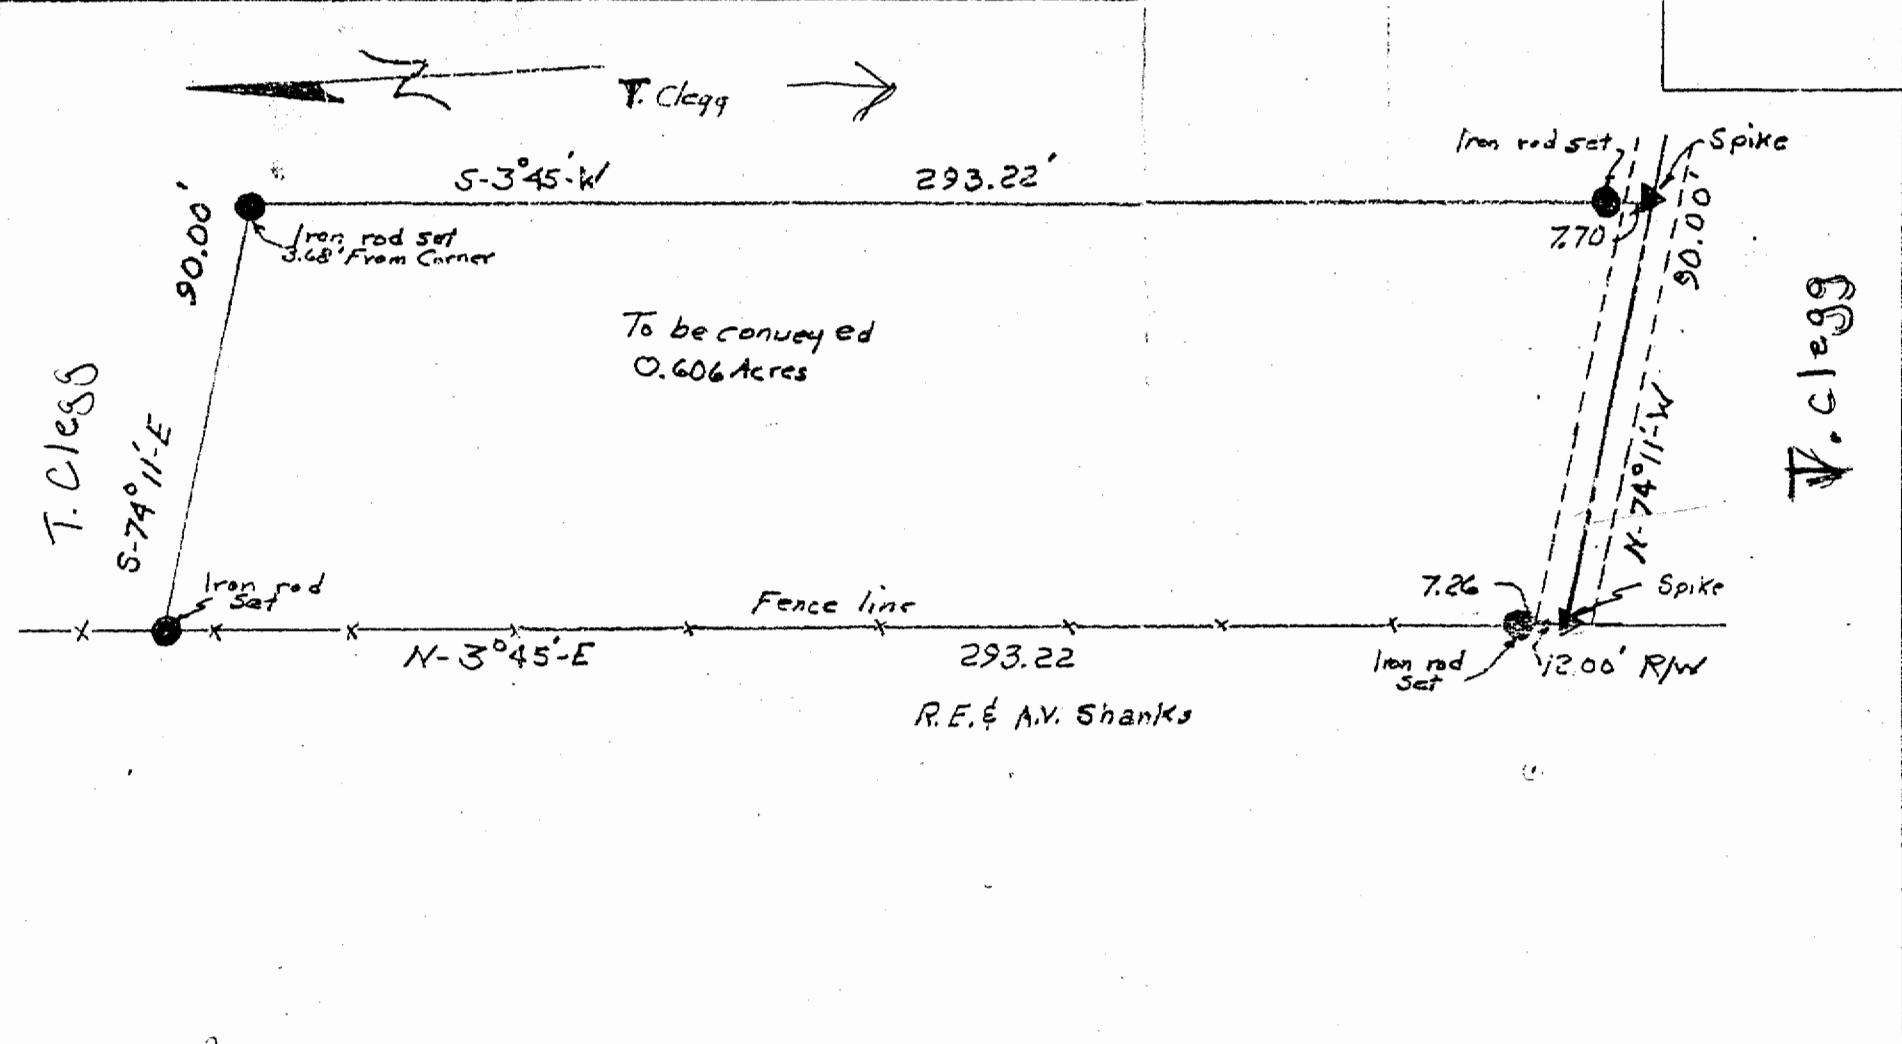 T. Clegg
Iron rod set
Spike
S-3°45'-W
293.22'
90.00'
Iron rod set
3.68' From Corner
7.70
90.00'
To be conveyed
0.606 Acres
T. Clegg
T. Clegg
S-74°11'-E
N-74°11'-W
Iron rod
set
Fence line
7.26
Spike
N-3°45'-E
293.22
Iron rod
set
12.00' R/W
R.E. & A.V. Shanks